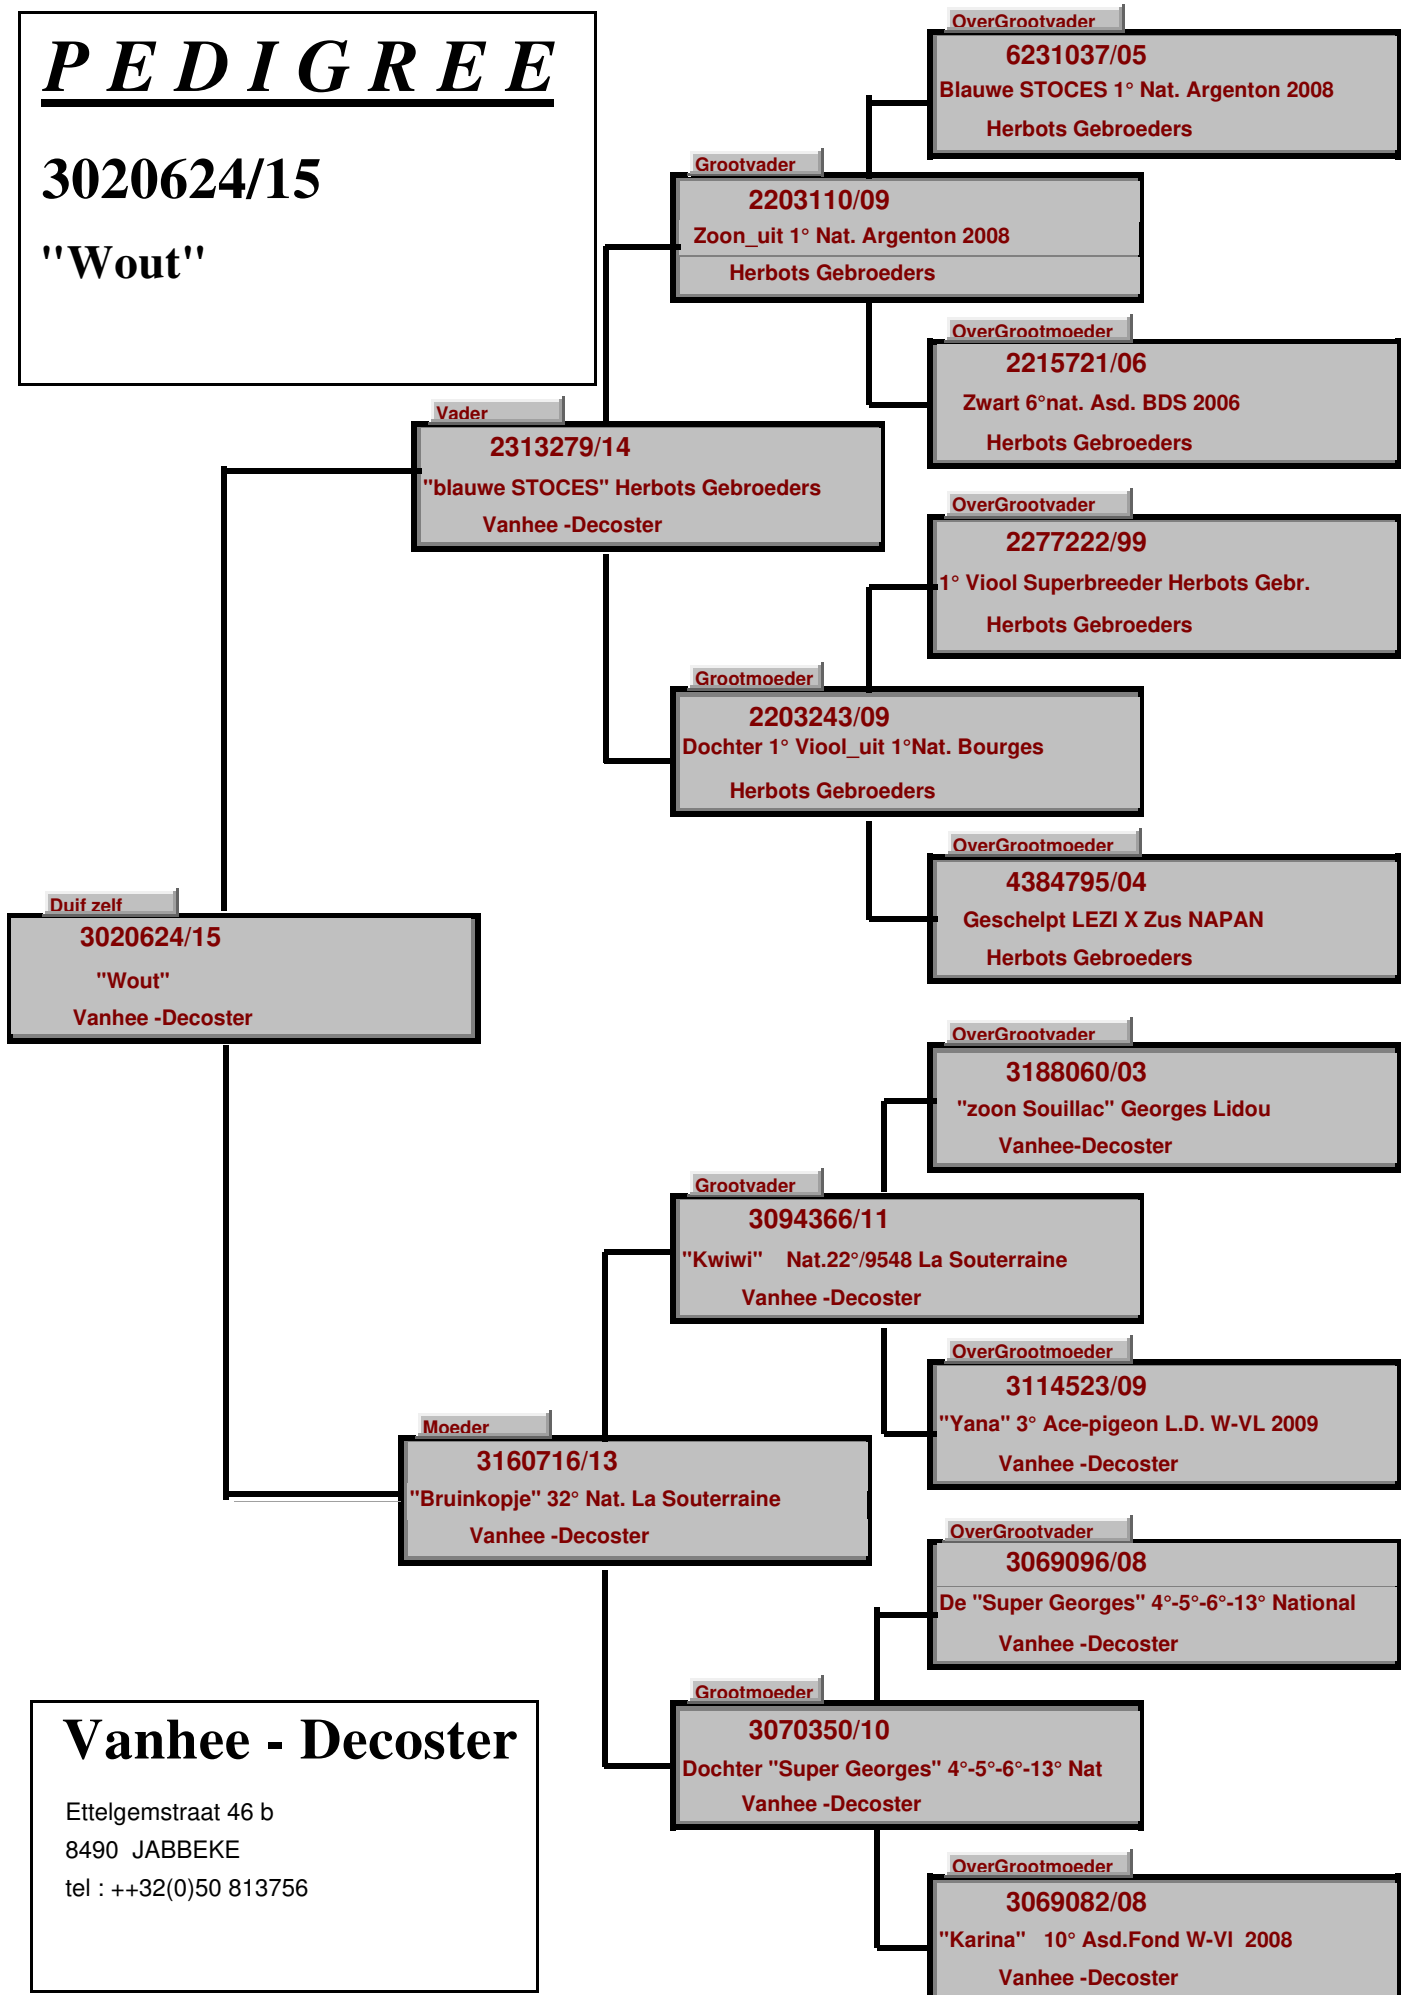 P E D I G R E E
3020624/15
"Wout"
OverGrootvader
6231037/05
Blauwe STOCES 1° Nat. Argenton 2008
Herbots Gebroeders
Grootvader
2203110/09
Zoon_uit 1° Nat. Argenton 2008
Herbots Gebroeders
OverGrootmoeder
2215721/06
Zwart 6°nat. Asd. BDS 2006
Herbots Gebroeders
Vader
2313279/14
"blauwe STOCES" Herbots Gebroeders
Vanhee -Decoster
OverGrootvader
2277222/99
1° Viool Superbreeder Herbots Gebr.
Herbots Gebroeders
Grootmoeder
2203243/09
Dochter 1° Viool_uit 1°Nat. Bourges
Herbots Gebroeders
OverGrootmoeder
4384795/04
Geschelpt LEZI X Zus NAPAN
Herbots Gebroeders
Duif zelf
3020624/15
"Wout"
Vanhee -Decoster
OverGrootvader
3188060/03
"zoon Souillac" Georges Lidou
Vanhee-Decoster
Grootvader
3094366/11
"Kwiwi" Nat.22°/9548 La Souterraine
Vanhee -Decoster
OverGrootmoeder
3114523/09
"Yana" 3° Ace-pigeon L.D. W-VL 2009
Vanhee -Decoster
Moeder
3160716/13
"Bruinkopje" 32° Nat. La Souterraine
Vanhee -Decoster
OverGrootvader
3069096/08
De "Super Georges" 4°-5°-6°-13° National
Vanhee -Decoster
Grootmoeder
3070350/10
Dochter "Super Georges" 4°-5°-6°-13° Nat
Vanhee -Decoster
OverGrootmoeder
3069082/08
"Karina" 10° Asd.Fond W-Vl 2008
Vanhee -Decoster
Vanhee - Decoster
Ettelgemstraat 46 b
8490 JABBEKE
tel : ++32(0)50 813756